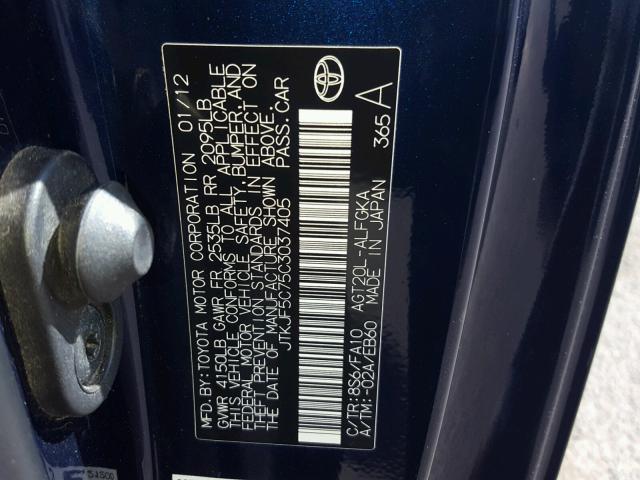 MFD. BY: TOYOTA MOTOR CORPORATION 01/12
GVWR 4150LB GAWR FR 2535LB RR 2095LB
THIS VEHICLE CONFORMS TO ALL APPLICABLE
FEDERAL MOTOR VEHICLE SAFETY, BUMPER, AND
THEFT PREVENTION STANDARDS IN EFFECT ON
THE DATE OF MANUFACTURE SHOWN ABOVE.
JTKJF5C75C3037405 PASS. CAR
C/TR: 8S6/FA10 AGT20L-ALFGKA
A/TM: -02A/EB60 MADE IN JAPAN
365 A